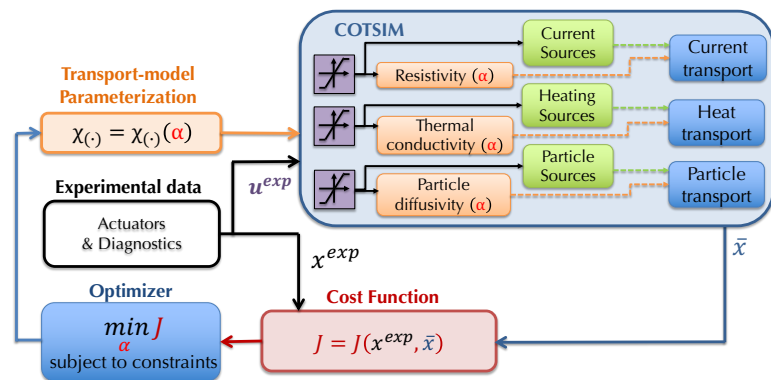 COTSIM
Current
Sources
Current
transport
Resistivity (α)
Heating
Sources
Heat
transport
Thermal
conductivity (α)
Particle
Sources
Particle
transport
Particle
diffusivity (α)
Transport-model
Parameterization
χ(·) = χ(·)(α)
Experimental data
u^exp
Actuators
& Diagnostics
x^exp
x̄
Optimizer
min J
α
subject to constraints
Cost Function
J = J(x^exp, x̄)